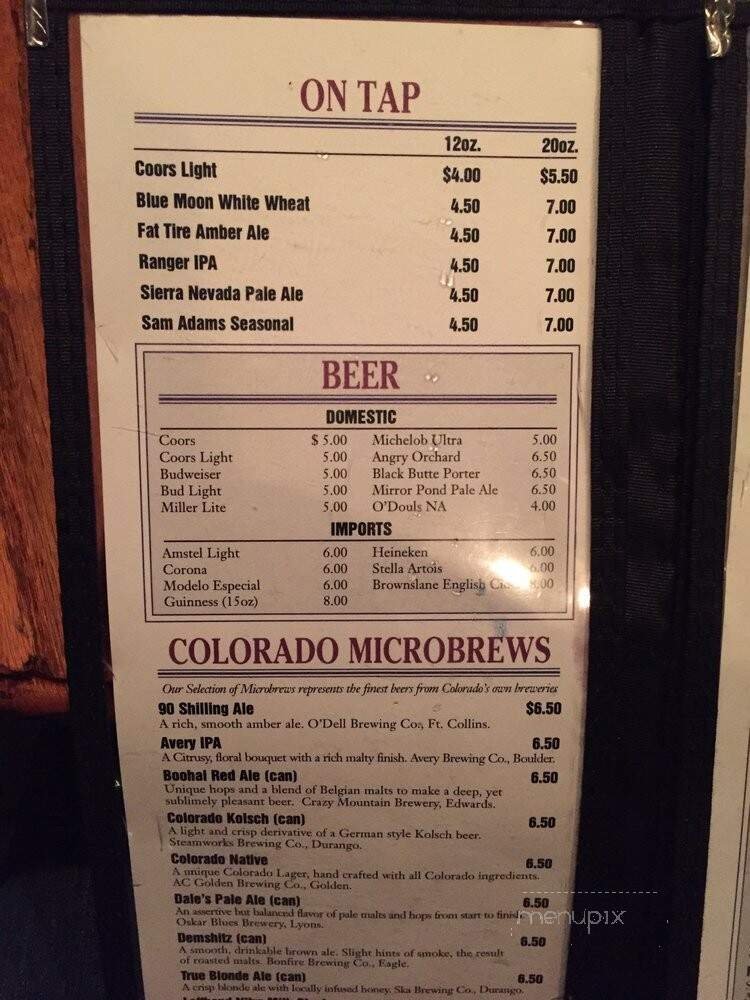 ON TAP
12oz. 20oz.
Coors Light $4.00 $5.50
Blue Moon White Wheat 4.50 7.00
Fat Tire Amber Ale 4.50 7.00
Ranger IPA 4.50 7.00
Sierra Nevada Pale Ale 4.50 7.00
Sam Adams Seasonal 4.50 7.00
BEER
DOMESTIC
Coors $ 5.00 Michelob Ultra 5.00
Coors Light 5.00 Angry Orchard 6.50
Budweiser 5.00 Black Butte Porter 6.50
Bud Light 5.00 Mirror Pond Pale Ale 6.50
Miller Lite 5.00 O'Douls NA 4.00
IMPORTS
Amstel Light 6.00 Heineken 6.00
Corona 6.00 Stella Artois 6.00
Modelo Especial 6.00 Brownslane English 8.00
Guinness (15oz) 8.00
COLORADO MICROBREWS
Our Selection of Microbrews represents the finest beers from Colorado's own breweries
90 Shilling Ale $6.50
A rich, smooth amber ale. O'Dell Brewing Co., Ft. Collins.
Avery IPA 6.50
A Citrusy, floral bouquet with a rich malty finish. Avery Brewing Co., Boulder.
Boohal Red Ale (can) 6.50
Unique hops and a blend of Belgian malts to make a deep, yet
sublimely pleasant beer. Crazy Mountain Brewery, Edwards.
Colorado Kolsch (can) 6.50
A light and crisp derivative of a German style Kolsch beer.
Steamworks Brewing Co., Durango.
Colorado Native 6.50
A unique Colorado Lager, hand crafted with all Colorado ingredients.
AC Golden Brewing Co., Golden.
Dale's Pale Ale (can) 6.50
An assertive but balanced flavor of pale malts and hops from start to finish.
Oskar Blues Brewery, Lyons.
Demshitz (can) 6.50
A smooth, drinkable brown ale. Slight hints of smoke, the result
of roasted malts. Bonfire Brewing Co., Eagle.
True Blonde Ale (can) 6.50
A crisp blonde ale with locally infused honey. Ska Brewing Co., Durango.
menupix